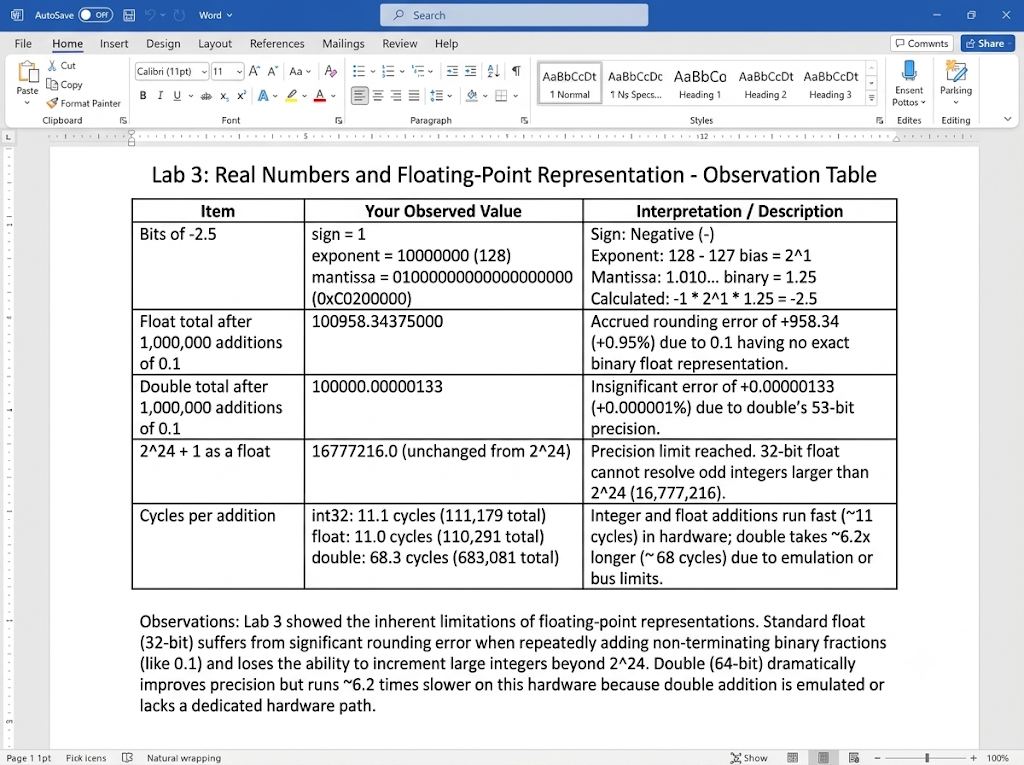 AutoSave OFF Word Search
File Home Insert Design Layout References Mailings Review Help Comwnts Share
Paste Cut Copy Format Painter
Calibri (11pt) 11 A A Aa A
B I U ab x₂ x² A A
AaBbCcDt AaBbCcDc AaBbCo AaBbCcDt AaBbCcDt
1 Normal 1 Ns Specs... Heading 1 Heading 2 Heading 3
Ensent Pottos Parksing
Clipboard Font Paragraph Styles Edites Editing
5 9 12
Lab 3: Real Numbers and Floating-Point Representation - Observation Table
Item Your Observed Value Interpretation / Description
Bits of -2.5
sign = 1
exponent = 10000000 (128)
mantissa = 01000000000000000000
(0xC0200000)
Sign: Negative (-)
Exponent: 128 - 127 bias = 2^1
Mantissa: 1.010... binary = 1.25
Calculated: -1 * 2^1 * 1.25 = -2.5
Float total after
1,000,000 additions
of 0.1
100958.34375000
Accrued rounding error of +958.34
(+0.95%) due to 0.1 having no exact
binary float representation.
Double total after
1,000,000 additions
of 0.1
100000.00000133
Insignificant error of +0.00000133
(+0.000001%) due to double’s 53-bit
precision.
2^24 + 1 as a float
16777216.0 (unchanged from 2^24)
Precision limit reached. 32-bit float
cannot resolve odd integers larger than
2^24 (16,777,216).
Cycles per addition
int32: 11.1 cycles (111,179 total)
float: 11.0 cycles (110,291 total)
double: 68.3 cycles (683,081 total)
Integer and float additions run fast (~11
cycles) in hardware; double takes ~6.2x
longer (~68 cycles) due to emulation or
bus limits.
Observations: Lab 3 showed the inherent limitations of floating-point representations. Standard float
(32-bit) suffers from significant rounding error when repeatedly adding non-terminating binary fractions
(like 0.1) and loses the ability to increment large integers beyond 2^24. Double (64-bit) dramatically
improves precision but runs ~6.2 times slower on this hardware because double addition is emulated or
lacks a dedicated hardware path.
Page 1 1pt Fick icens Natural wrapping Show 100%